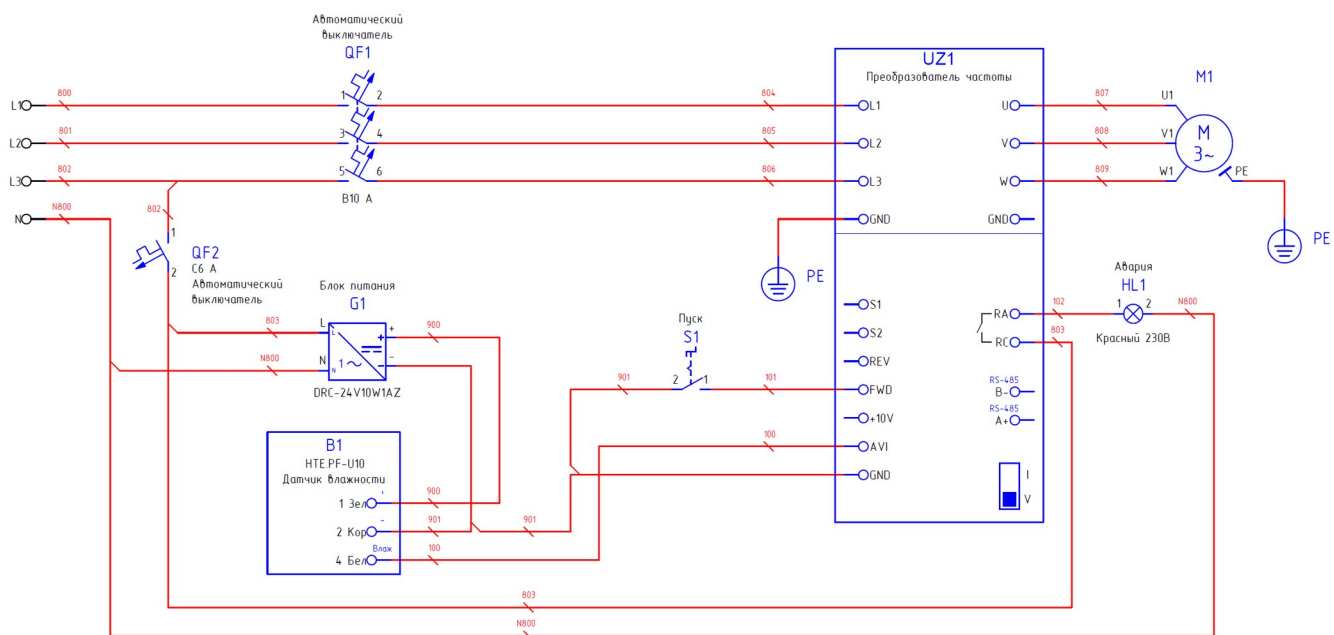 Автоматический
выключатель
QF1
UZ1
Преобразователь частоты
M1
L1 800 1 2 804 L1 U 807 U1
L2 801 3 4 805 L2 V 808 V1 M 3~
L3 802 5 6 806 L3 W 809 W1 PE
B10 A
N N800 802 GND GND
1
QF2
2 C6 A
Автоматический
выключатель
PE
PE
Блок питания
G1
Авария
HL1
L 803 L + + 900
N N800 N 1~ - -
DRC-24V10W1AZ
Пуск
S1
S1
S2
REV
901 2 1 101 FWD
+10V
100 AVI
GND
RA 102 1 2 N800
RC 803 Красный 230В
RS-485
B-
RS-485
A+
I
V
B1
HTE.PF-U10
Датчик влажности
+
1 Зел 900
-
2 Кор 901 901
Влаж
4 Бел 100
803
N800